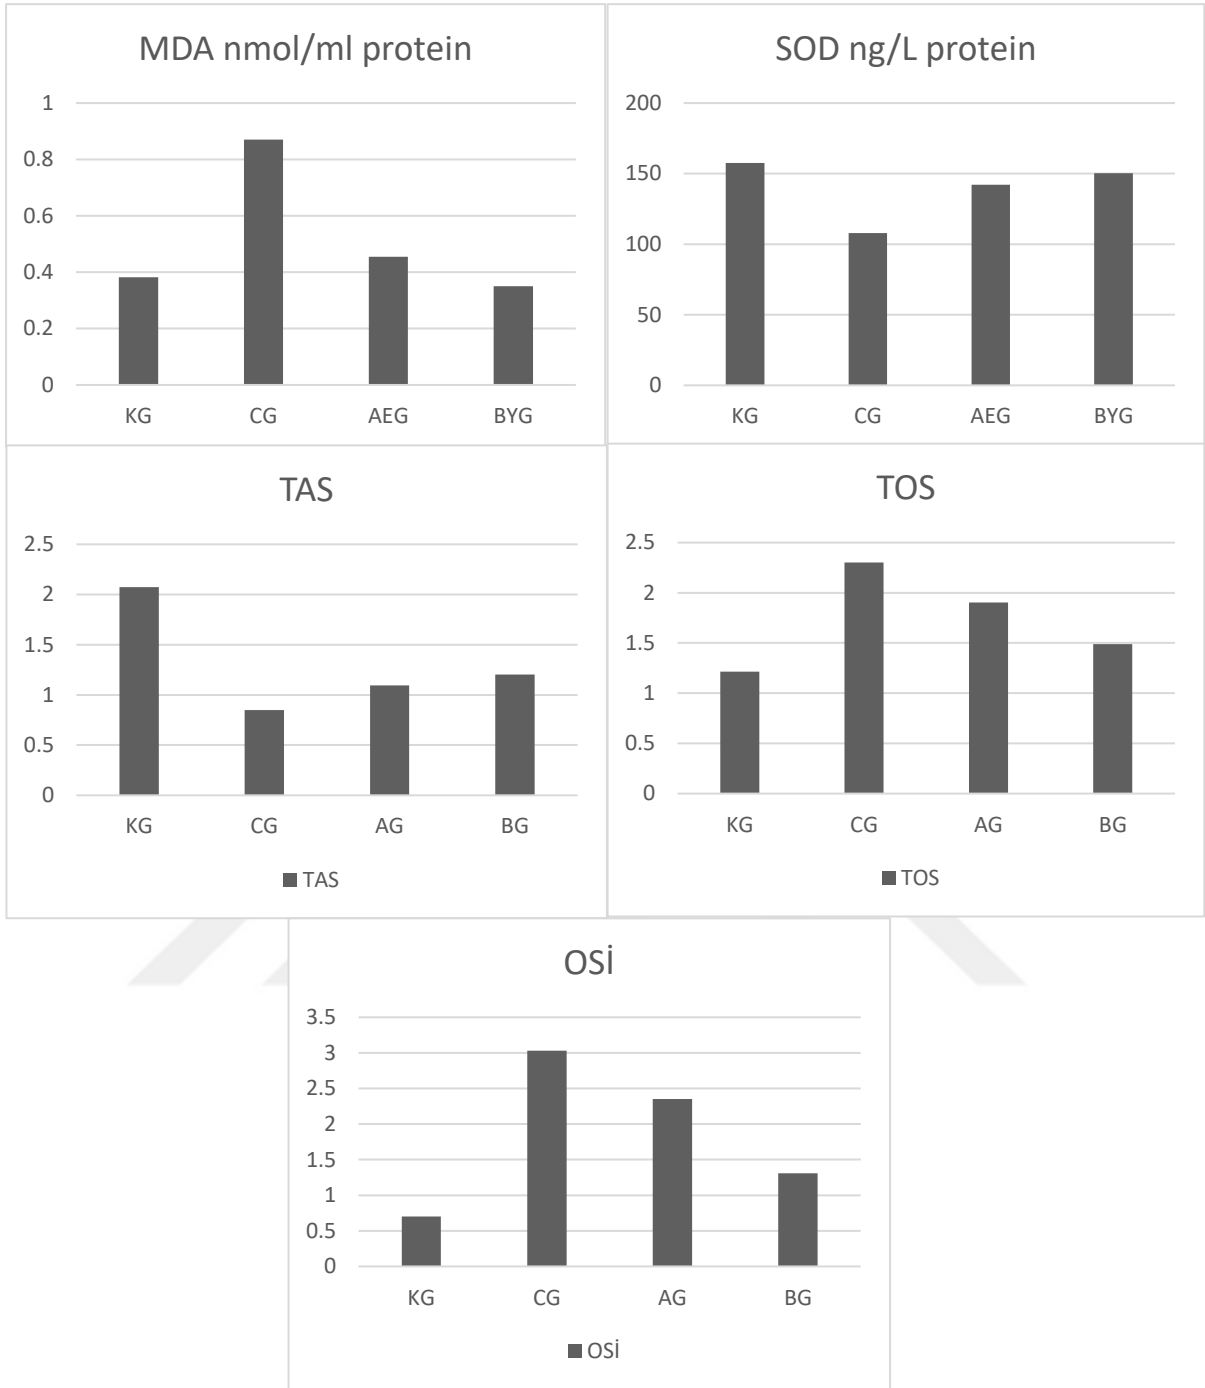 MDA nmol/ml protein
1
0.8
0.6
0.4
0.2
0
KG CG AEG BYG
SOD ng/L protein
200
150
100
50
0
KG CG AEG BYG
TAS
2.5
2
1.5
1
0.5
0
KG CG AG BG
TAS
TOS
2.5
2
1.5
1
0.5
0
KG CG AG BG
TOS
OSİ
3.5
3
2.5
2
1.5
1
0.5
0
KG CG AG BG
OSİ